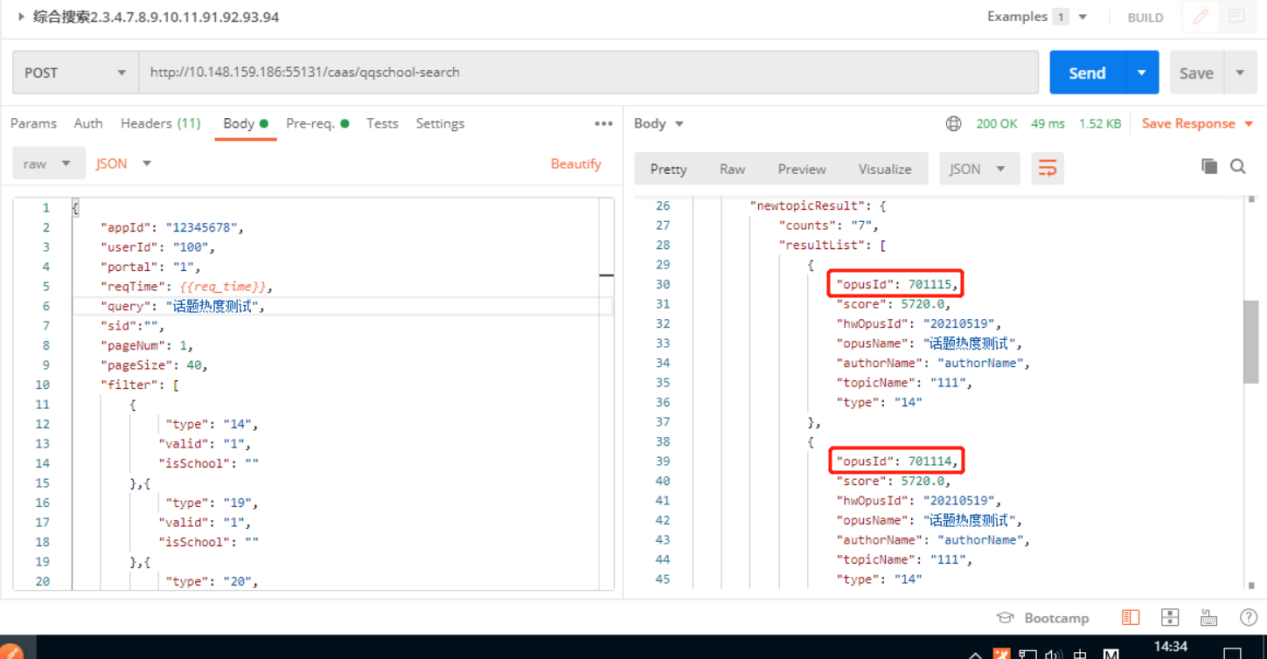 综合搜索2.3.4.7.8.9.10.11.91.92.93.94
Examples 1
BUILD
POST
http://10.148.159.186:55131/caas/qqschool-search
Send
Save
Params Auth Headers (11) Body Pre-req. Tests Settings
raw JSON
Beautify
1 {
2 "appId": "12345678",
3 "userId": "100",
4 "portal": "1",
5 "reqTime": {{req_time}},
6 "query": "话题热度测试",
7 "sid":"",
8 "pageNum": 1,
9 "pageSize": 40,
10 "filter": [
11 {
12 "type": "14",
13 "valid": "1",
14 "isSchool": ""
15 },{
16 "type": "19",
17 "valid": "1",
18 "isSchool": ""
19 },{
20 "type": "20",
Body
200 OK 49 ms 1.52 KB Save Response
Pretty Raw Preview Visualize JSON
26 "newtopicResult": {
27 "counts": "7",
28 "resultList": [
29 {
30 "opusId": 701115,
31 "score": 5720.0,
32 "hwOpusId": "20210519",
33 "opusName": "话题热度测试",
34 "authorName": "authorName",
35 "topicName": "111",
36 "type": "14"
37 },
38 {
39 "opusId": 701114,
40 "score": 5720.0,
41 "hwOpusId": "20210519",
42 "opusName": "话题热度测试",
43 "authorName": "authorName",
44 "topicName": "111",
45 "type": "14"
Bootcamp
中 M
14:34